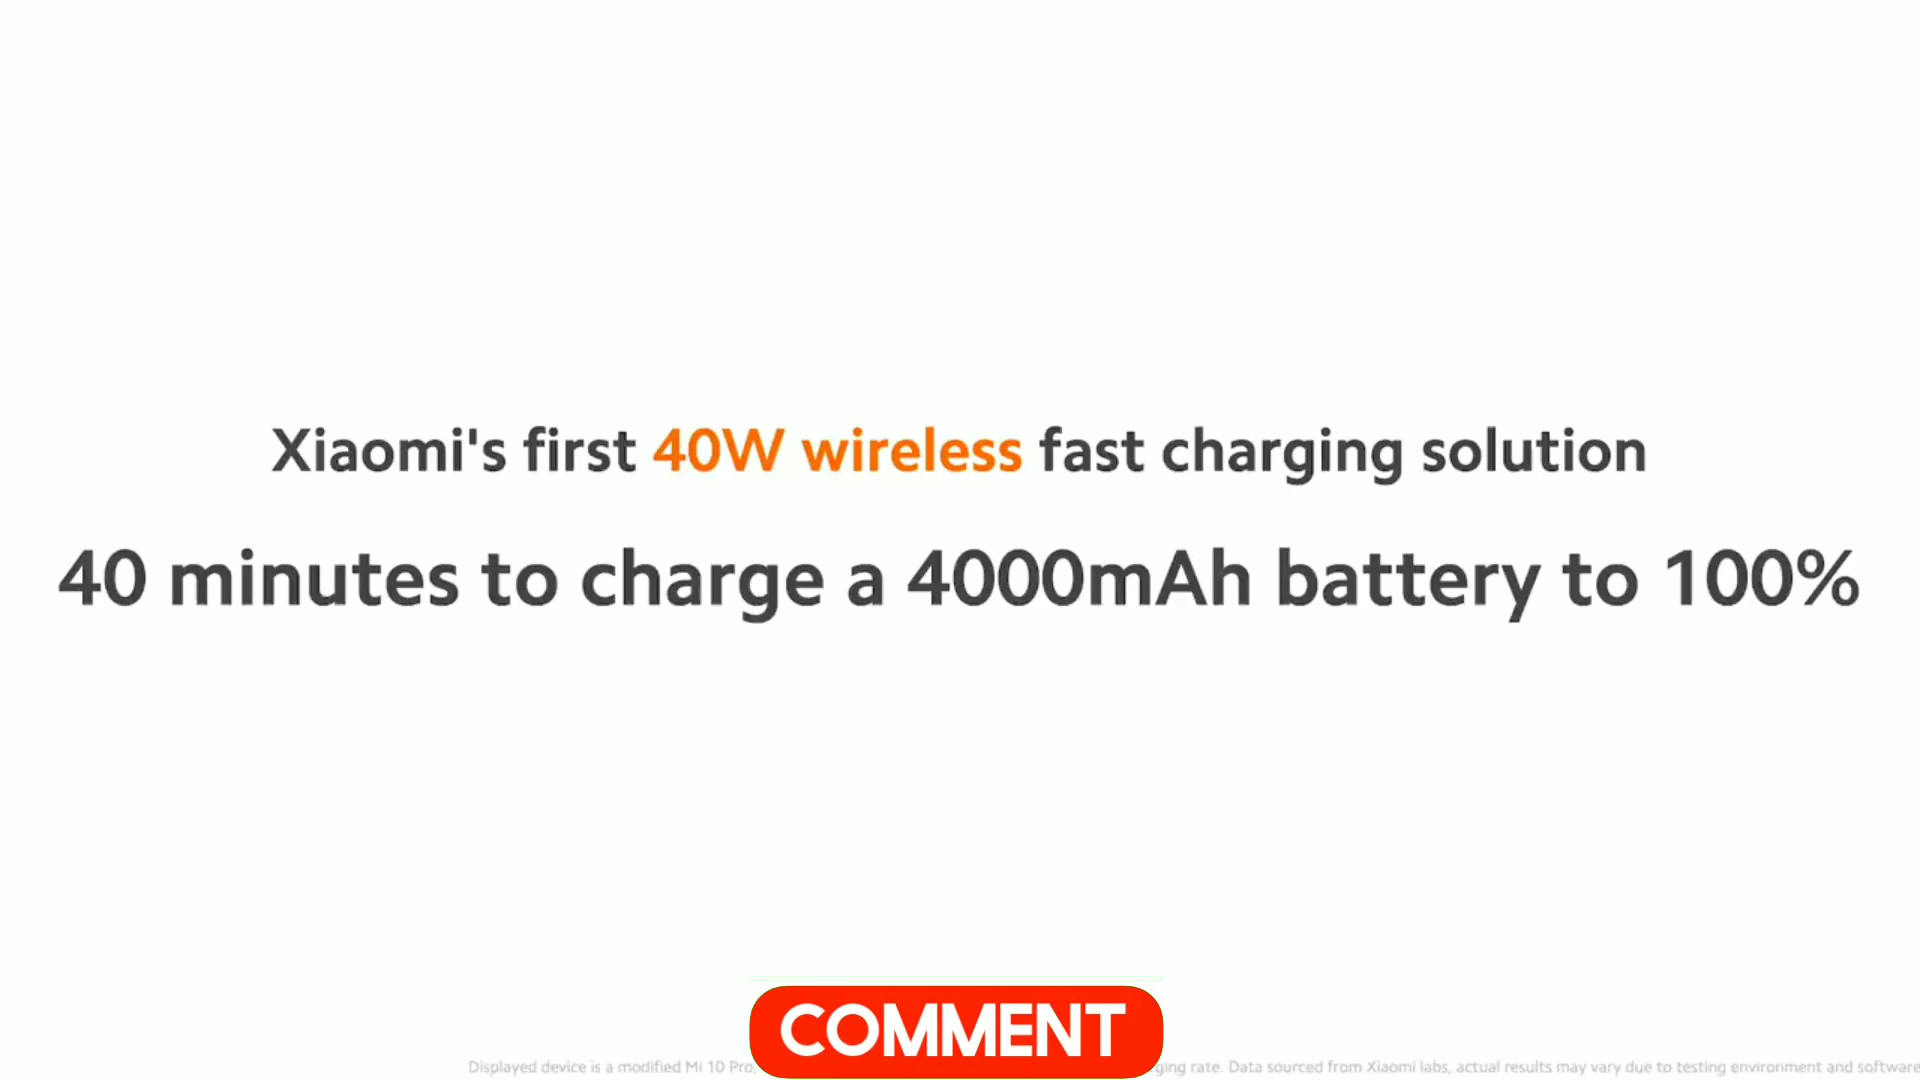 Xiaomi's first 40W wireless fast charging solution
40 minutes to charge a 4000mAh battery to 100%
COMMENT
Displayed device is a modified Mi 10 Pro, ging rate. Data sourced from Xiaomi labs, actual results may vary due to testing environment and software